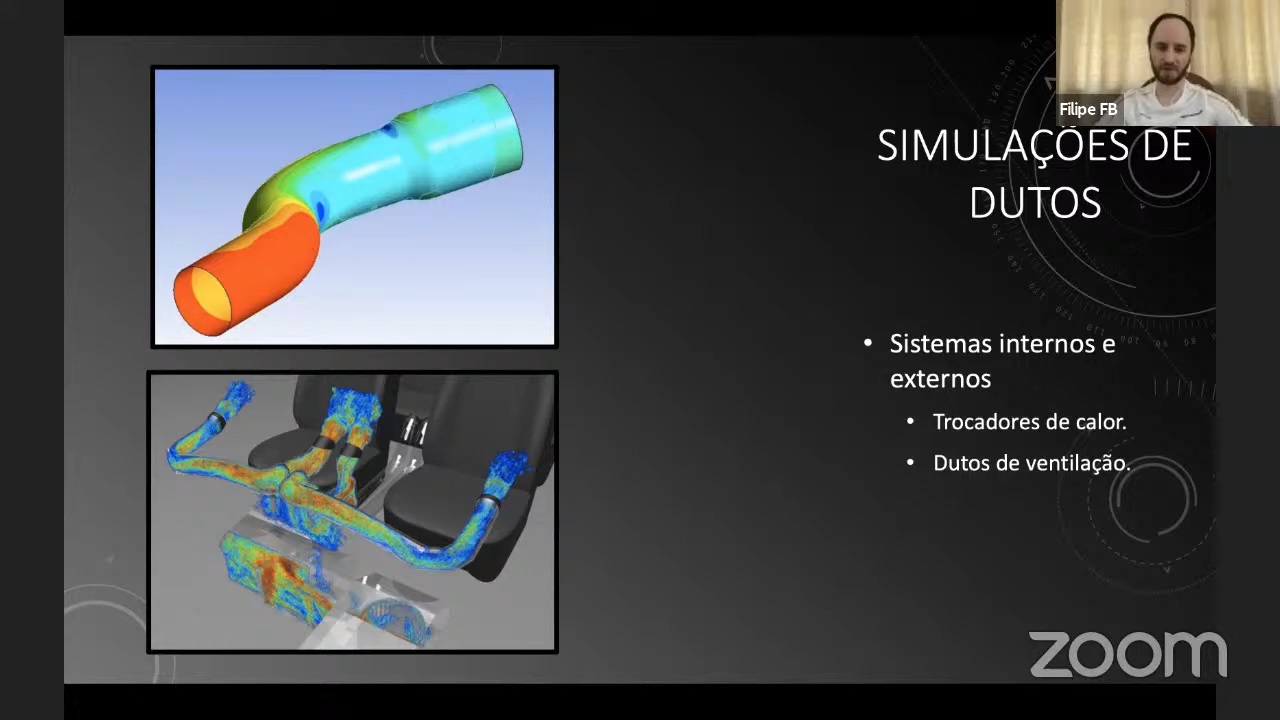 Filipe FB
SIMULAÇÕES DE
DUTOS
• Sistemas internos e
externos
• Trocadores de calor.
• Dutos de ventilação.
zoom